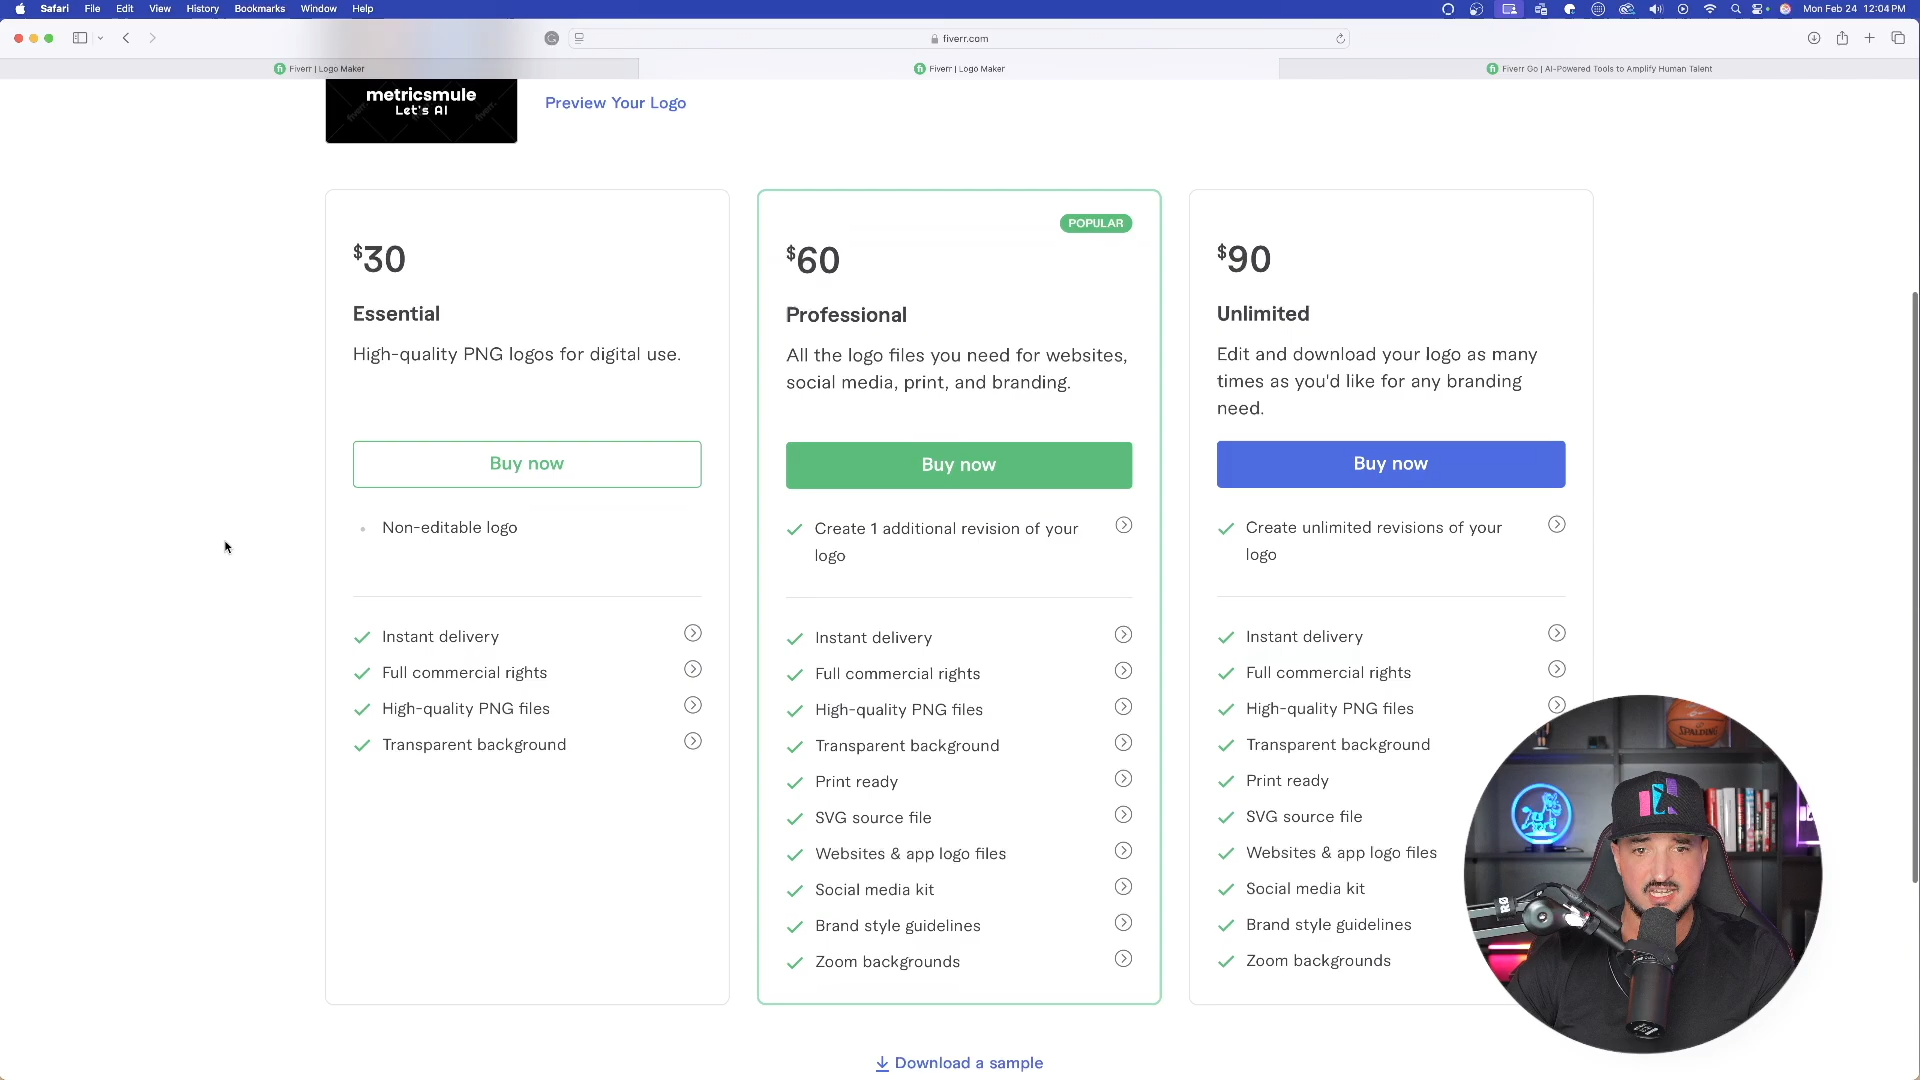 Safari File Edit View History Bookmarks Window Help
Mon Feb 24 12:04 PM
fiverr.com
Fiverr | Logo Maker
Fiverr | Logo Maker
Fiverr Go | AI-Powered Tools to Amplify Human Talent
metricsmule
Let's AI
Preview Your Logo
$30
Essential
High-quality PNG logos for digital use.
Buy now
Non-editable logo
Instant delivery
Full commercial rights
High-quality PNG files
Transparent background
POPULAR
$60
Professional
All the logo files you need for websites,
social media, print, and branding.
Buy now
Create 1 additional revision of your
logo
Instant delivery
Full commercial rights
High-quality PNG files
Transparent background
Print ready
SVG source file
Websites & app logo files
Social media kit
Brand style guidelines
Zoom backgrounds
$90
Unlimited
Edit and download your logo as many
times as you'd like for any branding
need.
Buy now
Create unlimited revisions of your
logo
Instant delivery
Full commercial rights
High-quality PNG files
Transparent background
Print ready
SVG source file
Websites & app logo files
Social media kit
Brand style guidelines
Zoom backgrounds
SPALDING
Download a sample